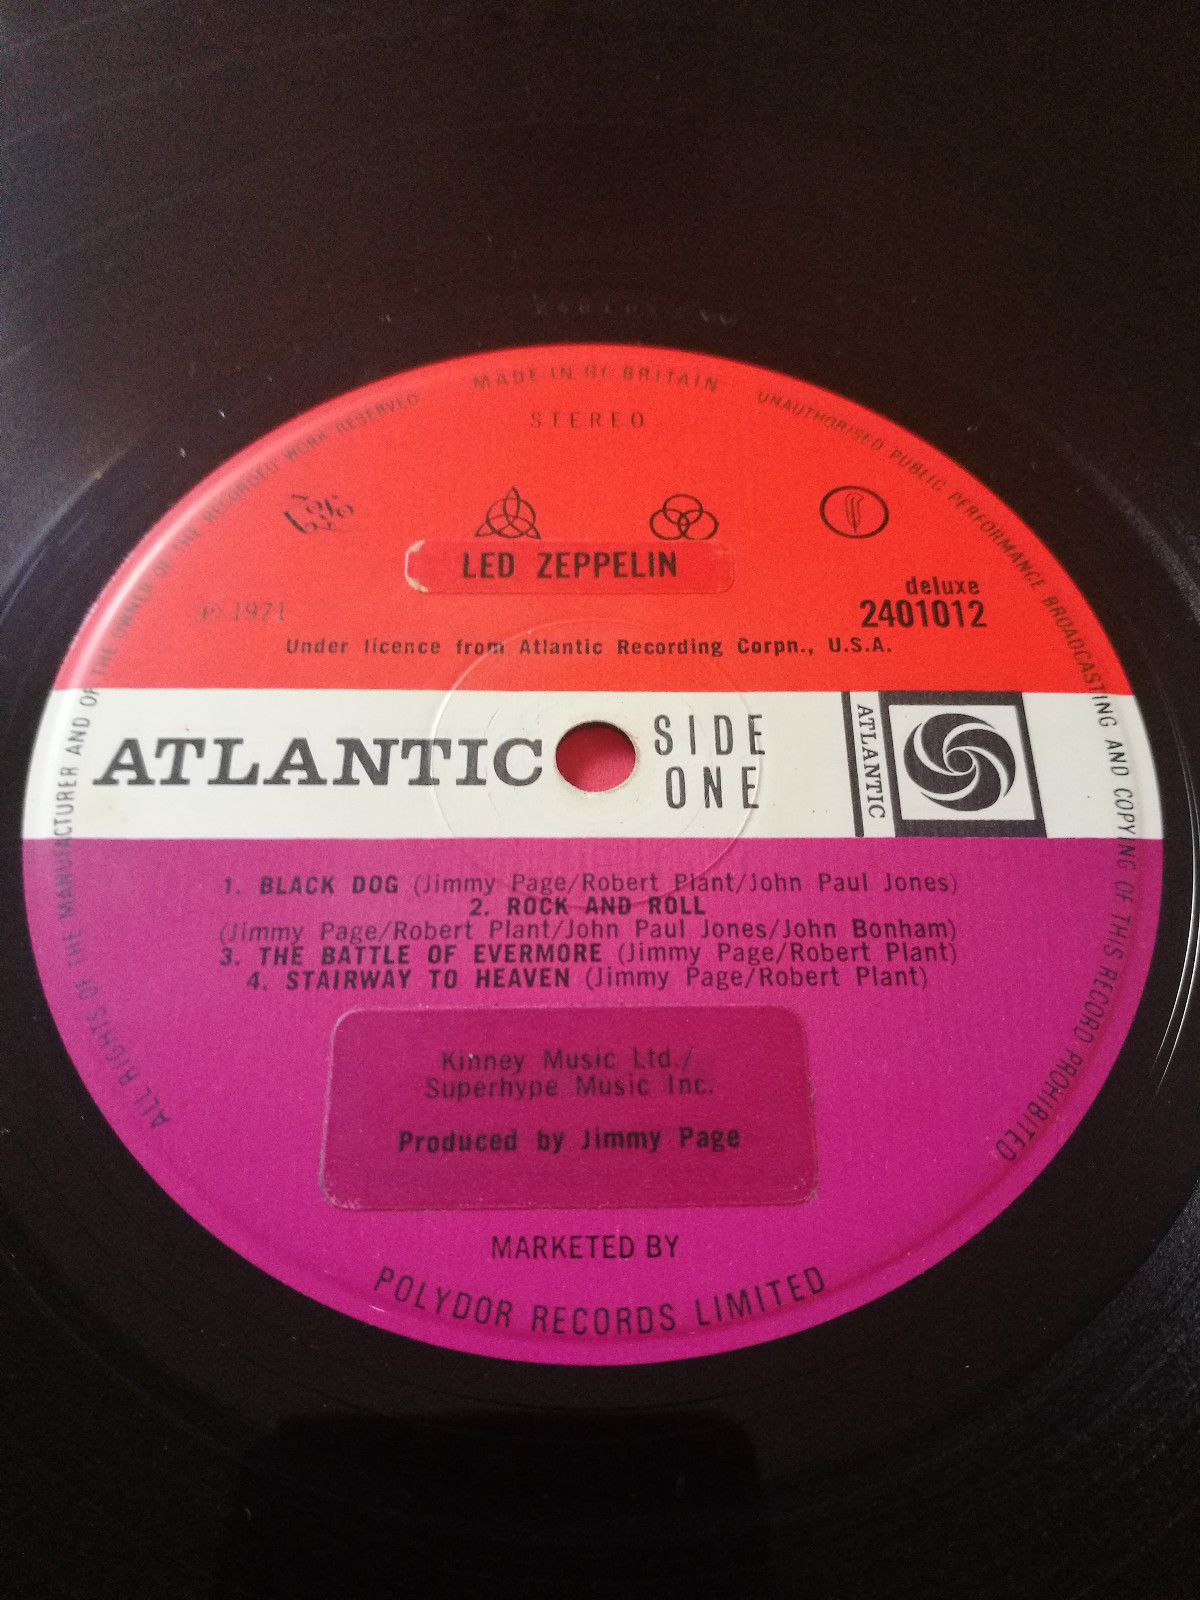 MADE IN Gt BRITAIN
UNAUTHORISED PUBLIC PERFORMANCE BROADCASTING AND COPYING OF THIS RECORD PROHIBITED
ALL RIGHTS OF THE MANUFACTURER AND OF THE OWNER OF THE RECORDED WORK RESERVED
STEREO
LED ZEPPELIN
deluxe
℗ 1971
2401012
Under licence from Atlantic Recording Corpn., U.S.A.
ATLANTIC
SIDE
ONE
ATLANTIC
1. BLACK DOG (Jimmy Page/Robert Plant/John Paul Jones)
2. ROCK AND ROLL
(Jimmy Page/Robert Plant/John Paul Jones/John Bonham)
3. THE BATTLE OF EVERMORE (Jimmy Page/Robert Plant)
4. STAIRWAY TO HEAVEN (Jimmy Page/Robert Plant)
Kinney Music Ltd./
Superhype Music Inc.
Produced by Jimmy Page
MARKETED BY
POLYDOR RECORDS LIMITED